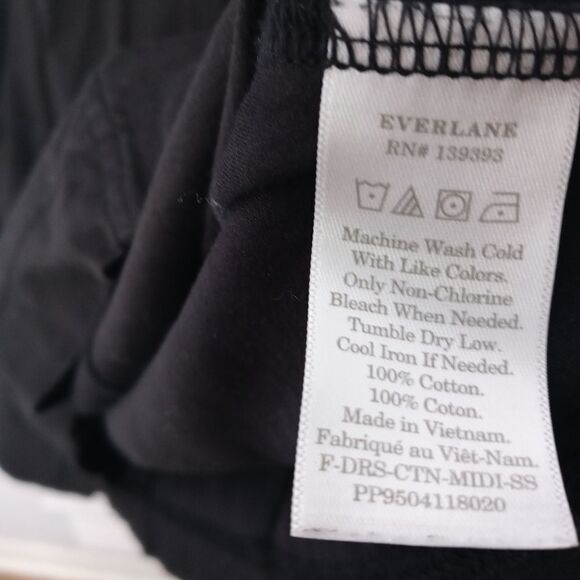 EVERLANE
RN# 139393
Machine Wash Cold
With Like Colors.
Only Non-Chlorine
Bleach When Needed.
Tumble Dry Low.
Cool Iron If Needed.
100% Cotton.
100% Coton.
Made in Vietnam.
Fabriqué au Viêt-Nam.
F-DRS-CTN-MIDI-SS
PP9504118020